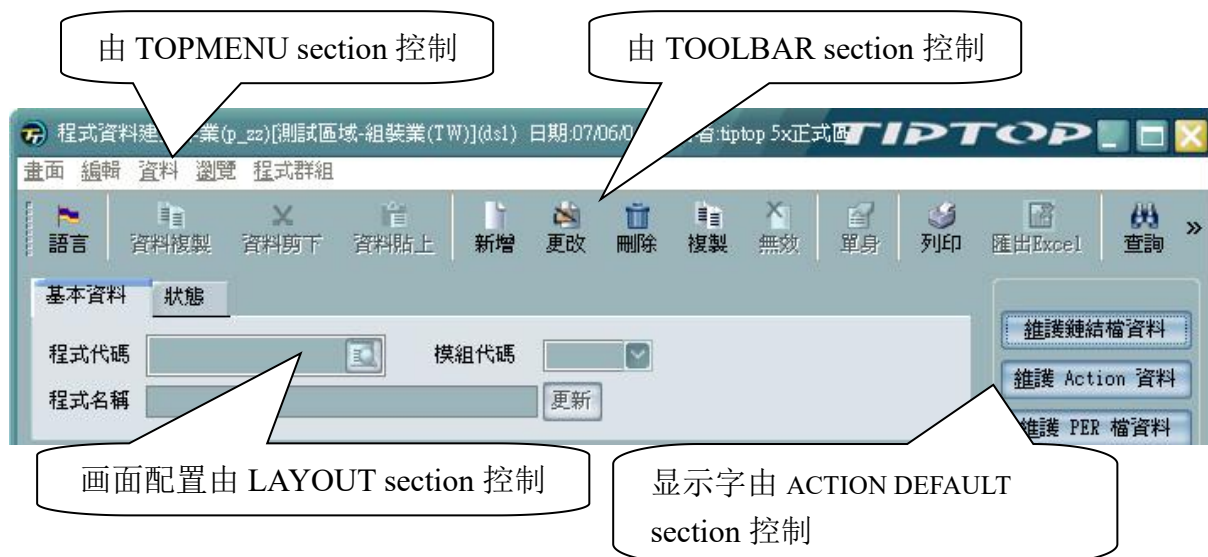 由 TOPMENU section 控制
由 TOOLBAR section 控制
程式資料建 業(p_zz)[測試區域-組裝業(TW)](ds1) 日期:07/06/0 者:tiptop 5x正式區 TIPTOP
畫面 編輯 資料 瀏覽 程式群組
語言 資料複製 資料剪下 資料貼上 新增 更改 刪除 複製 無效 單身 列印 匯出Excel 查詢 »
基本資料 狀態
維護鏈結檔資料
程式代碼 模組代碼
維護 Action 資料
程式名稱 更新
維護 PER 檔資料
画面配置由 LAYOUT section 控制
显示字由 ACTION DEFAULT
section 控制